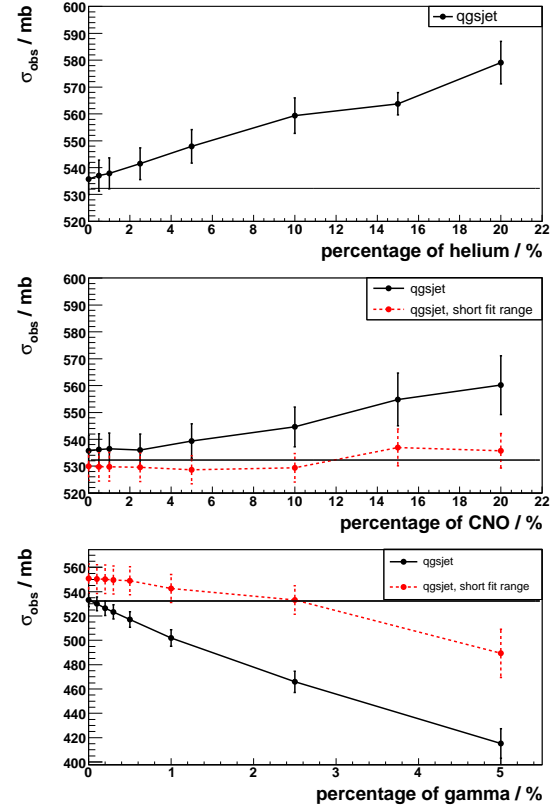 qgsjet
σobs / mb
600
590
580
570
560
550
540
530
520
0 2 4 6 8 10 12 14 16 18 20 22
percentage of helium / %
qgsjet
qgsjet, short fit range
σobs / mb
600
590
580
570
560
550
540
530
520
0 2 4 6 8 10 12 14 16 18 20 22
percentage of CNO / %
qgsjet
qgsjet, short fit range
σobs / mb
560
540
520
500
480
460
440
420
400
0 1 2 3 4 5
percentage of gamma / %